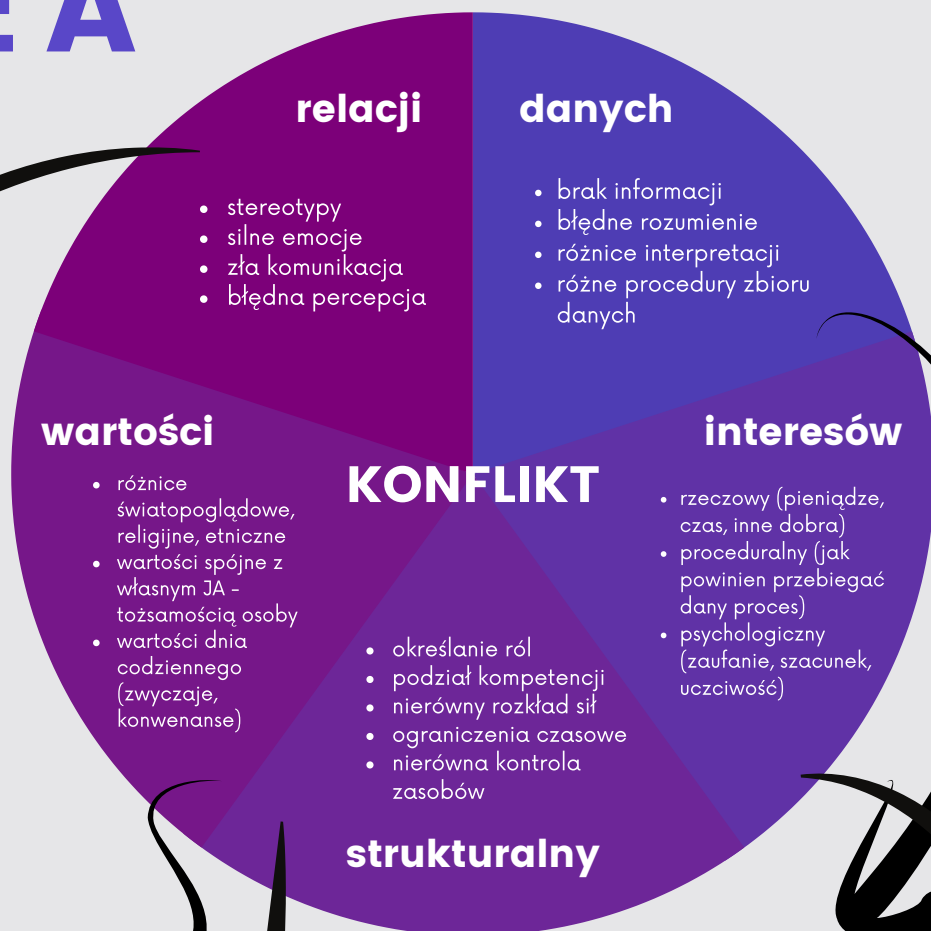 relacji
stereotypy
silne emocje
zła komunikacja
błędna percepcja
danych
brak informacji
błędne rozumienie
różnice interpretacji
różne procedury zbioru
danych
wartości
różnice
światopoglądowe,
religijne, etniczne
wartości spójne z
własnym JA -
tożsamością osoby
wartości dnia
codziennego
(zwyczaje,
konwenanse)
KONFLIKT
interesów
rzeczowy (pieniądze,
czas, inne dobra)
proceduralny (jak
powinien przebiegać
dany proces)
psychologiczny
(zaufanie, szacunek,
uczciwość)
określanie ról
podział kompetencji
nierówny rozkład sił
ograniczenia czasowe
nierówna kontrola
zasobów
strukturalny